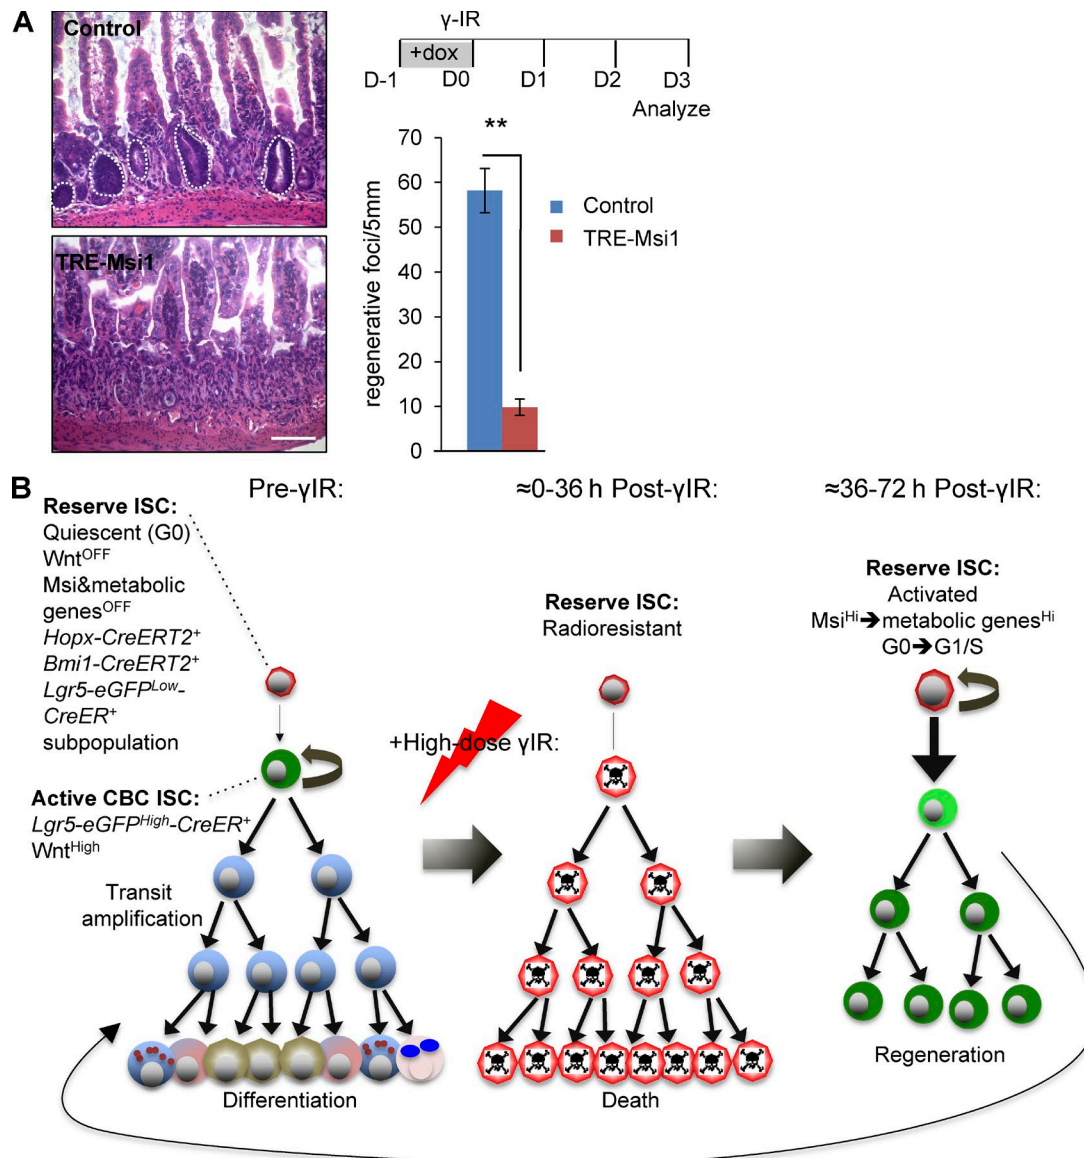 A
Control
TRE-Msi1
γ-IR
+dox
D-1
D0
D1
D2
D3
Analyze
regenerative foci/5mm
70
60
50
40
30
20
10
0
**
Control
TRE-Msi1
B
Pre-γIR:
≈0-36 h Post-γIR:
≈36-72 h Post-γIR:
Reserve ISC:
Quiescent (G0)
Wnt^OFF
Msi&metabolic
genes^OFF
Hopx-CreERT2⁺
Bmi1-CreERT2⁺
Lgr5-eGFP^Low-
CreER⁺
subpopulation
Active CBC ISC:
Lgr5-eGFP^High-CreER⁺
Wnt^High
Transit
amplification
Differentiation
Reserve ISC:
Radioresistant
+High-dose γIR:
Death
Reserve ISC:
Activated
Msi^Hi➔metabolic genes^Hi
G0➔G1/S
Regeneration